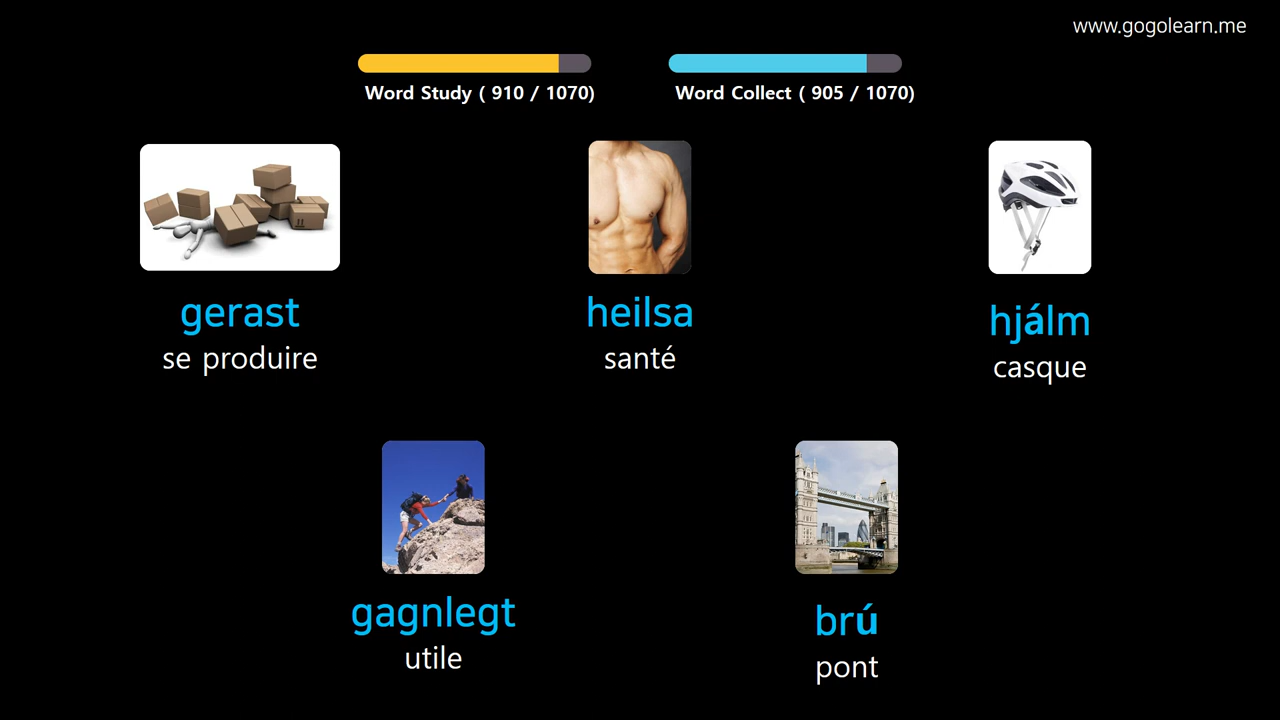 www.gogolearn.me
Word Study ( 910 / 1070)
Word Collect ( 905 / 1070)
gerast
se produire
heilsa
santé
hjálm
casque
gagnlegt
utile
brú
pont